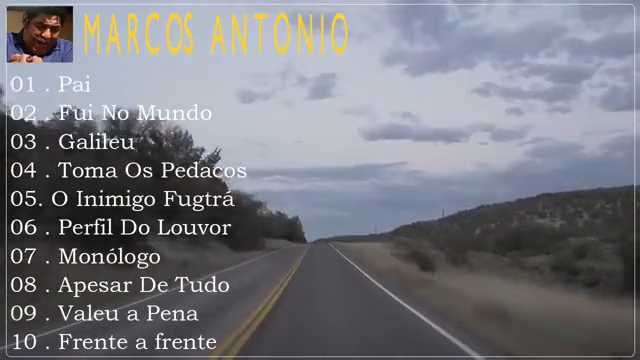 MARCOS ANTONIO
01 . Pai
02 . Fui No Mundo
03 . Galileu
04 . Toma Os Pedacos
05. O Inimigo Fugtrá
06 . Perfil Do Louvor
07 . Monólogo
08 . Apesar De Tudo
09 . Valeu a Pena
10 . Frente a frente